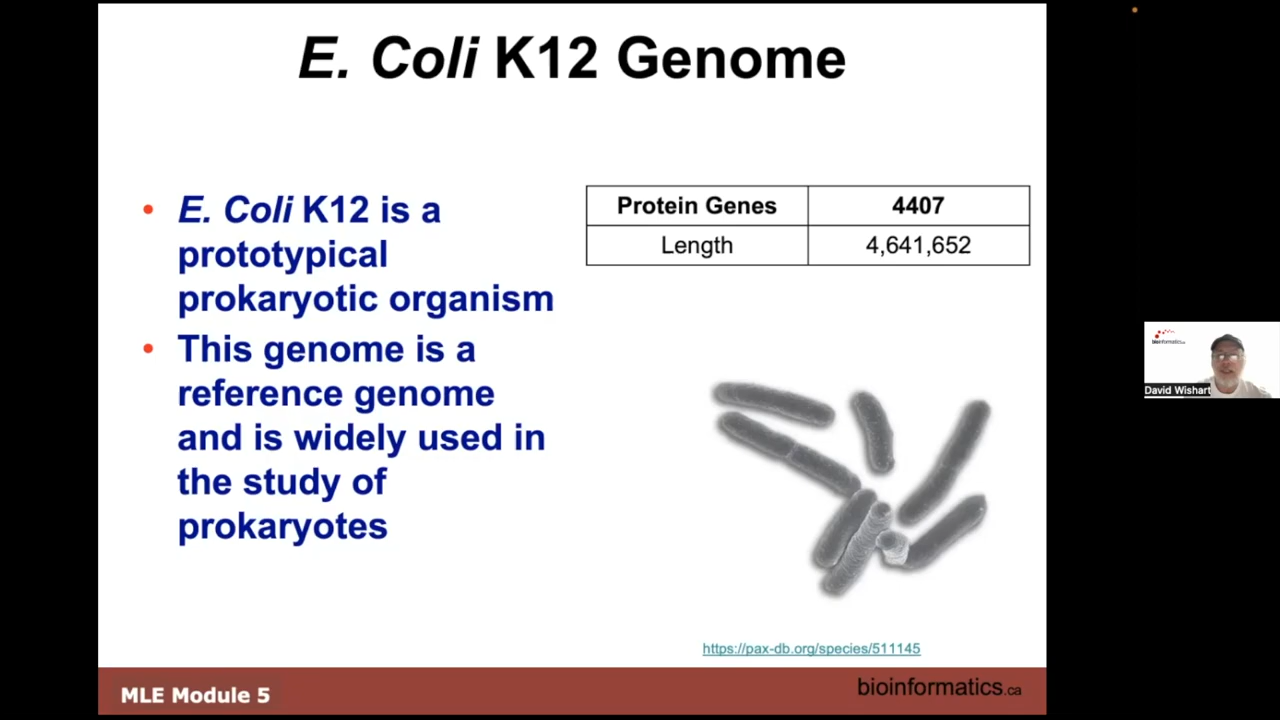 E. Coli K12 Genome
• E. Coli K12 is a
prototypical
prokaryotic organism
• This genome is a
reference genome
and is widely used in
the study of
prokaryotes
Protein Genes 4407
Length 4,641,652
https://pax-db.org/species/511145
MLE Module 5
bioinformatics.ca
bioinformatics.ca
David Wishart